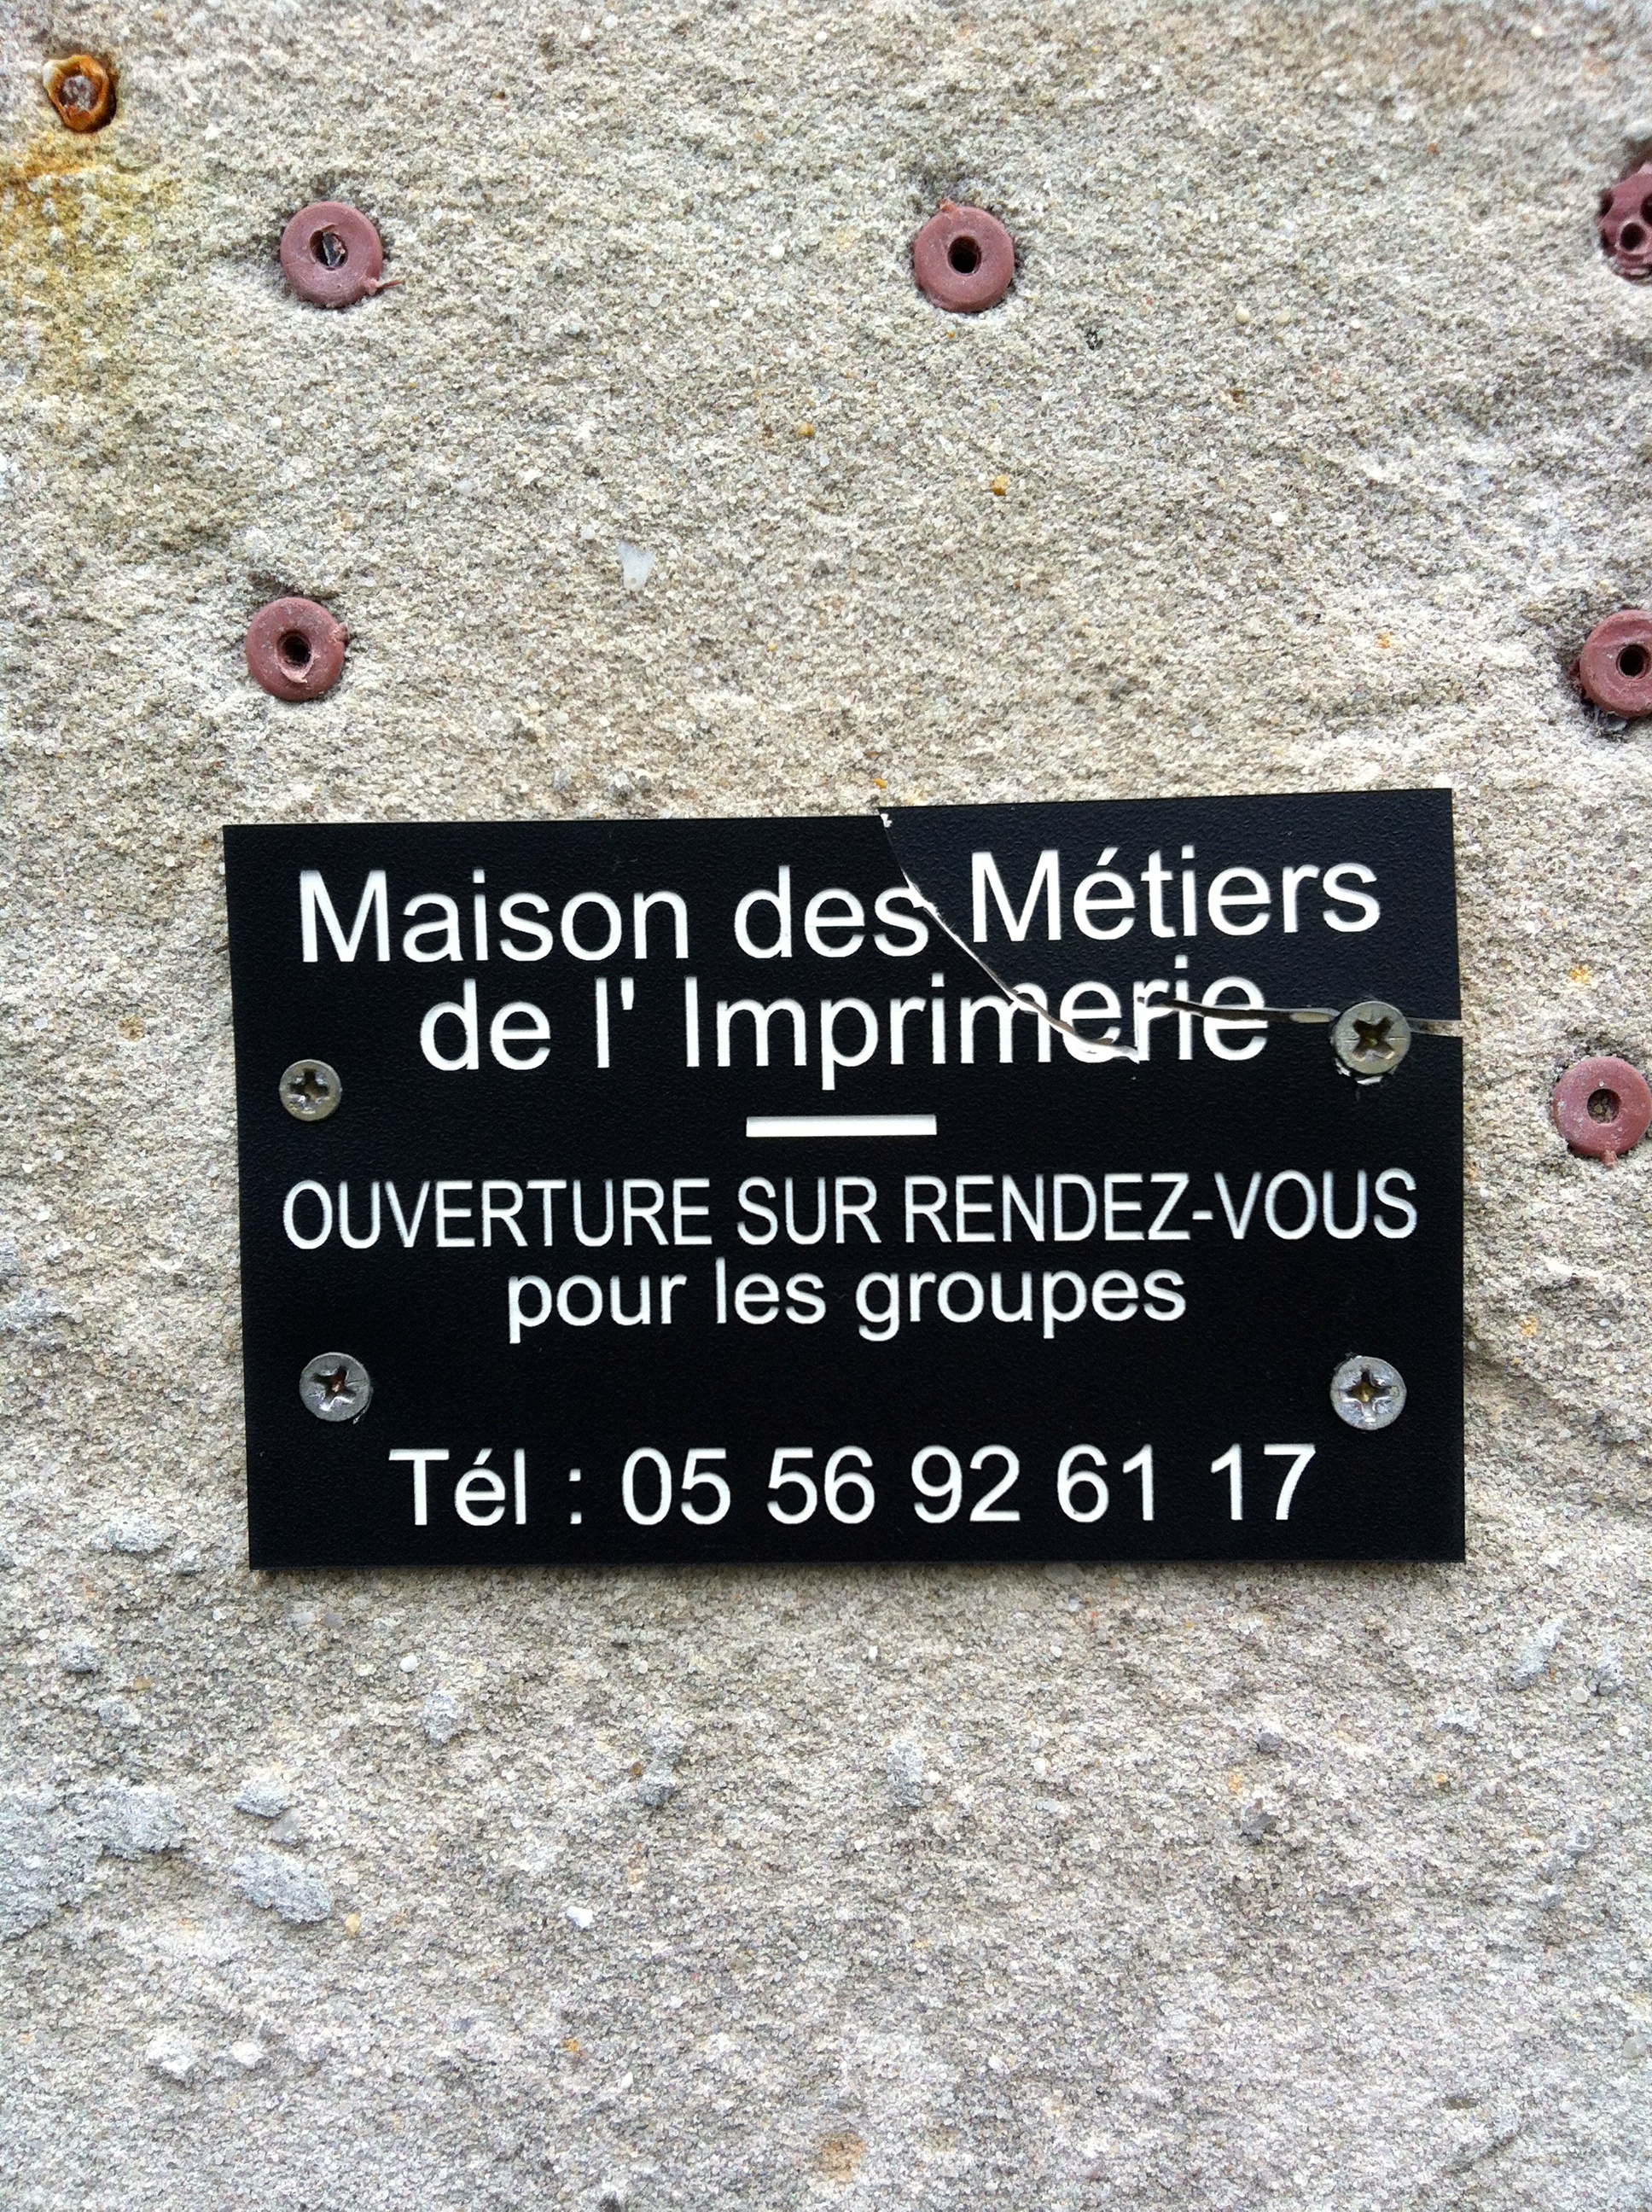 Maison des Métiers
de l' Imprimerie
OUVERTURE SUR RENDEZ-VOUS
pour les groupes
Tél : 05 56 92 61 17